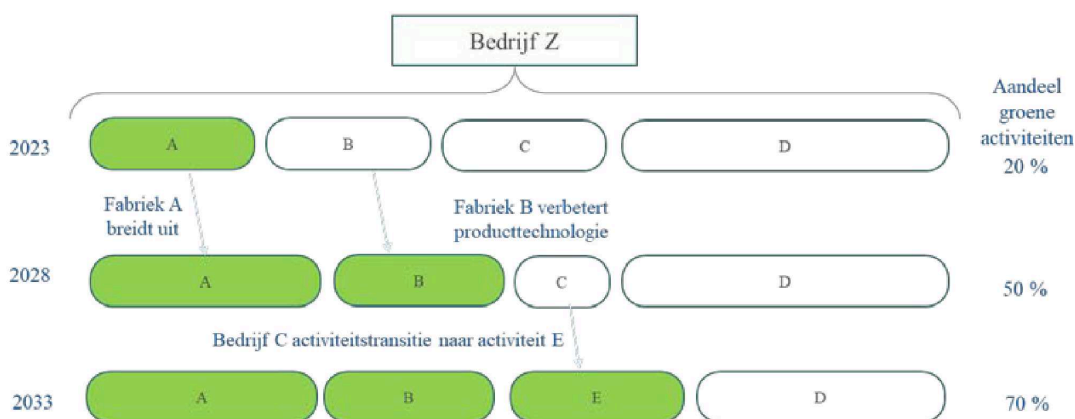 Bedrijf Z
Aandeel
groene
activiteiten
20 %
2023
A
B
C
D
Fabriek A
breidt uit
Fabriek B verbetert
producttechnologie
2028
A
B
C
D
50 %
Bedrijf C activiteitstransitie naar activiteit E
2033
A
B
E
D
70 %